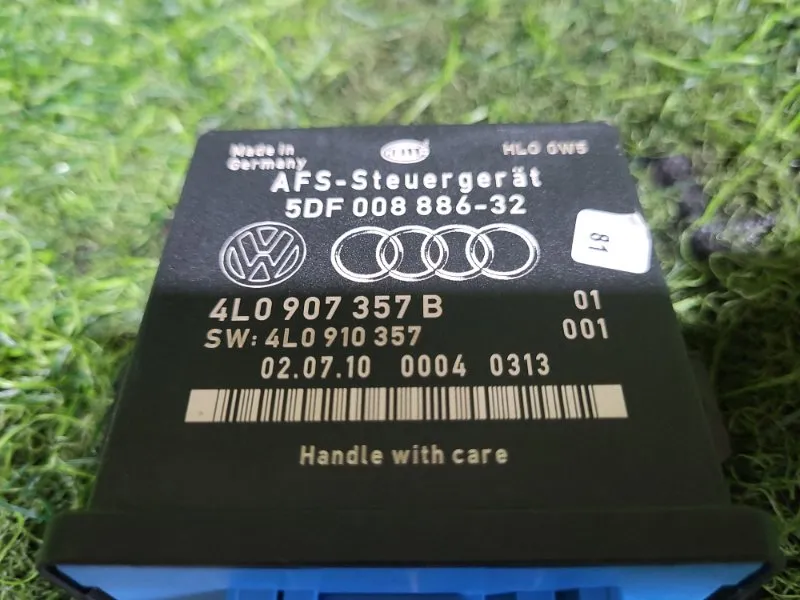 Made in
Germany
HELLA
HLO 0W5
AFS-Steuergerät
5DF 008 886-32
81
4L0 907 357 B 01
SW: 4L0 910 357 001
02.07.10 0004 0313
Handle with care